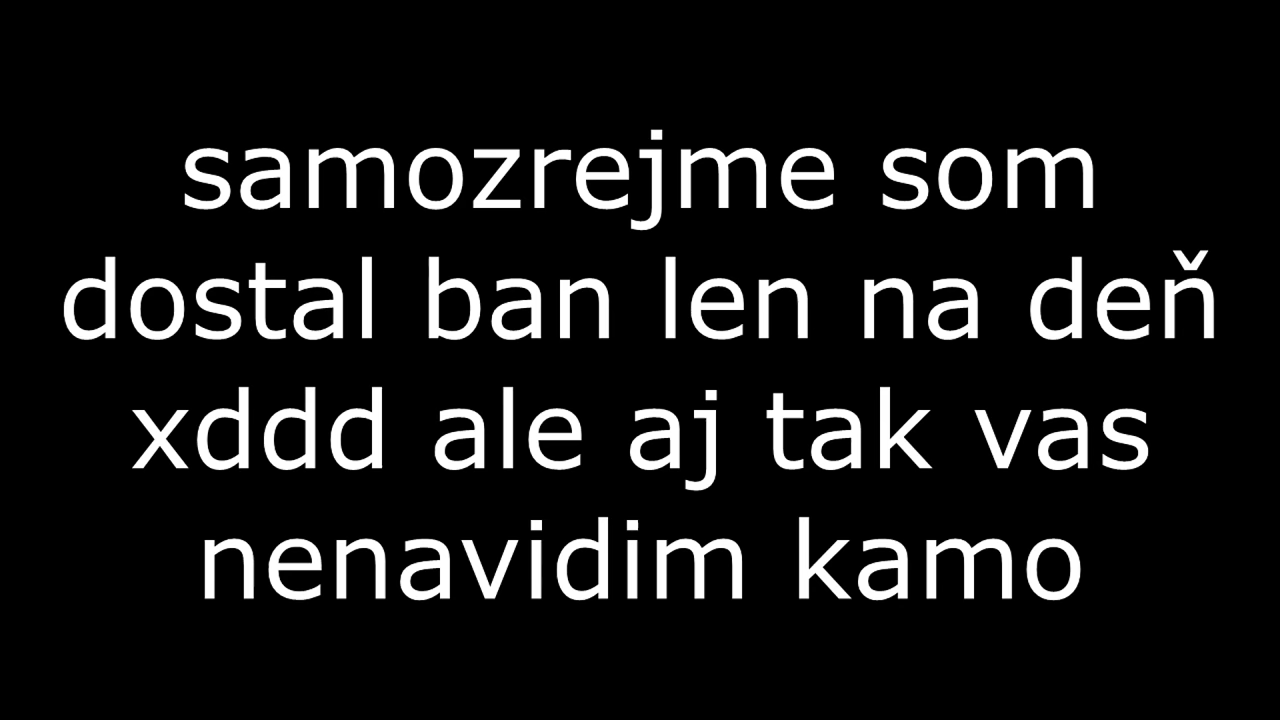 samozrejme som
dostal ban len na deň
xddd ale aj tak vas
nenavidim kamo